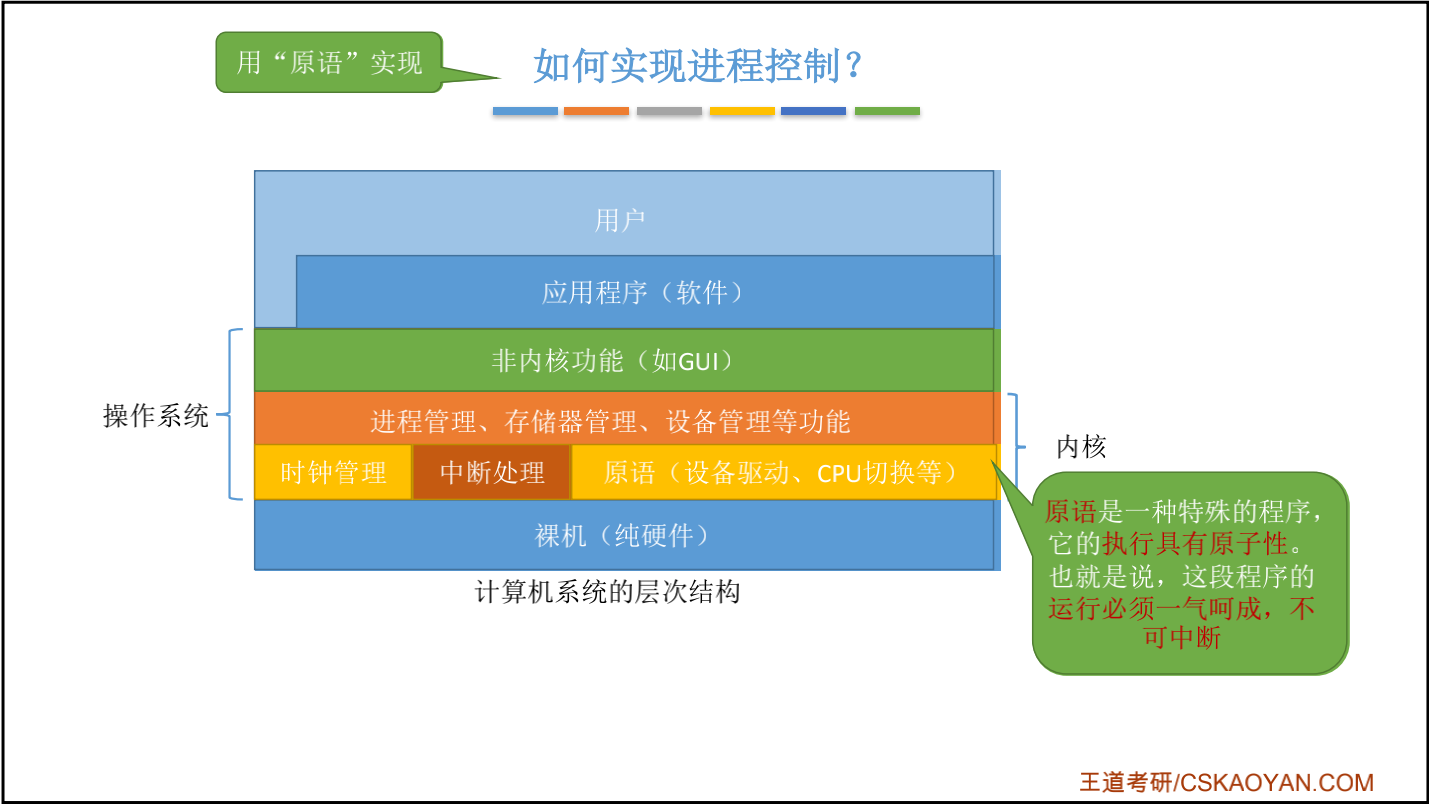 用“原语”实现
如何实现进程控制？
用户
应用程序（软件）
非内核功能（如GUI）
操作系统
进程管理、存储器管理、设备管理等功能
内核
时钟管理
中断处理
原语（设备驱动、CPU切换等）
裸机（纯硬件）
计算机系统的层次结构
原语是一种特殊的程序，
它的执行具有原子性。
也就是说，这段程序的
运行必须一气呵成，不
可中断
王道考研/CSKAOYAN.COM